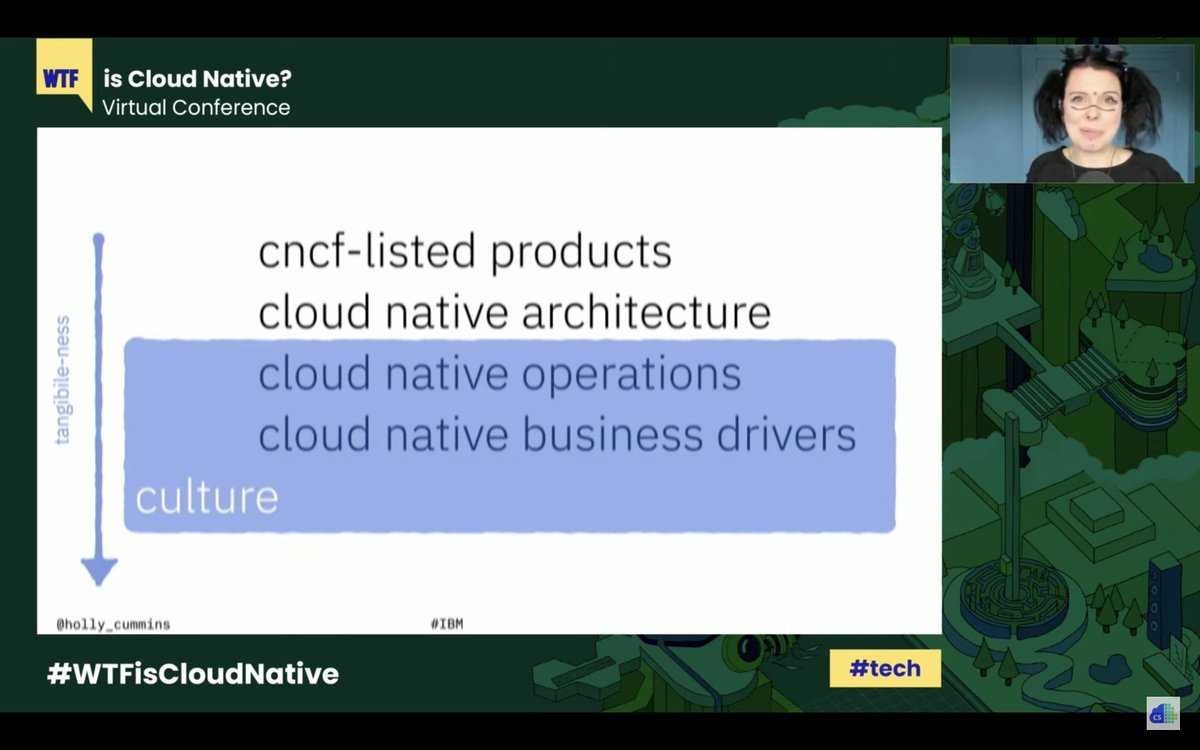 WTF is Cloud Native?
Virtual Conference
cncf-listed products
cloud native architecture
cloud native operations
cloud native business drivers
culture
tangibile-ness
@holly_cummins #IBM
#WTFisCloudNative
#tech
CS